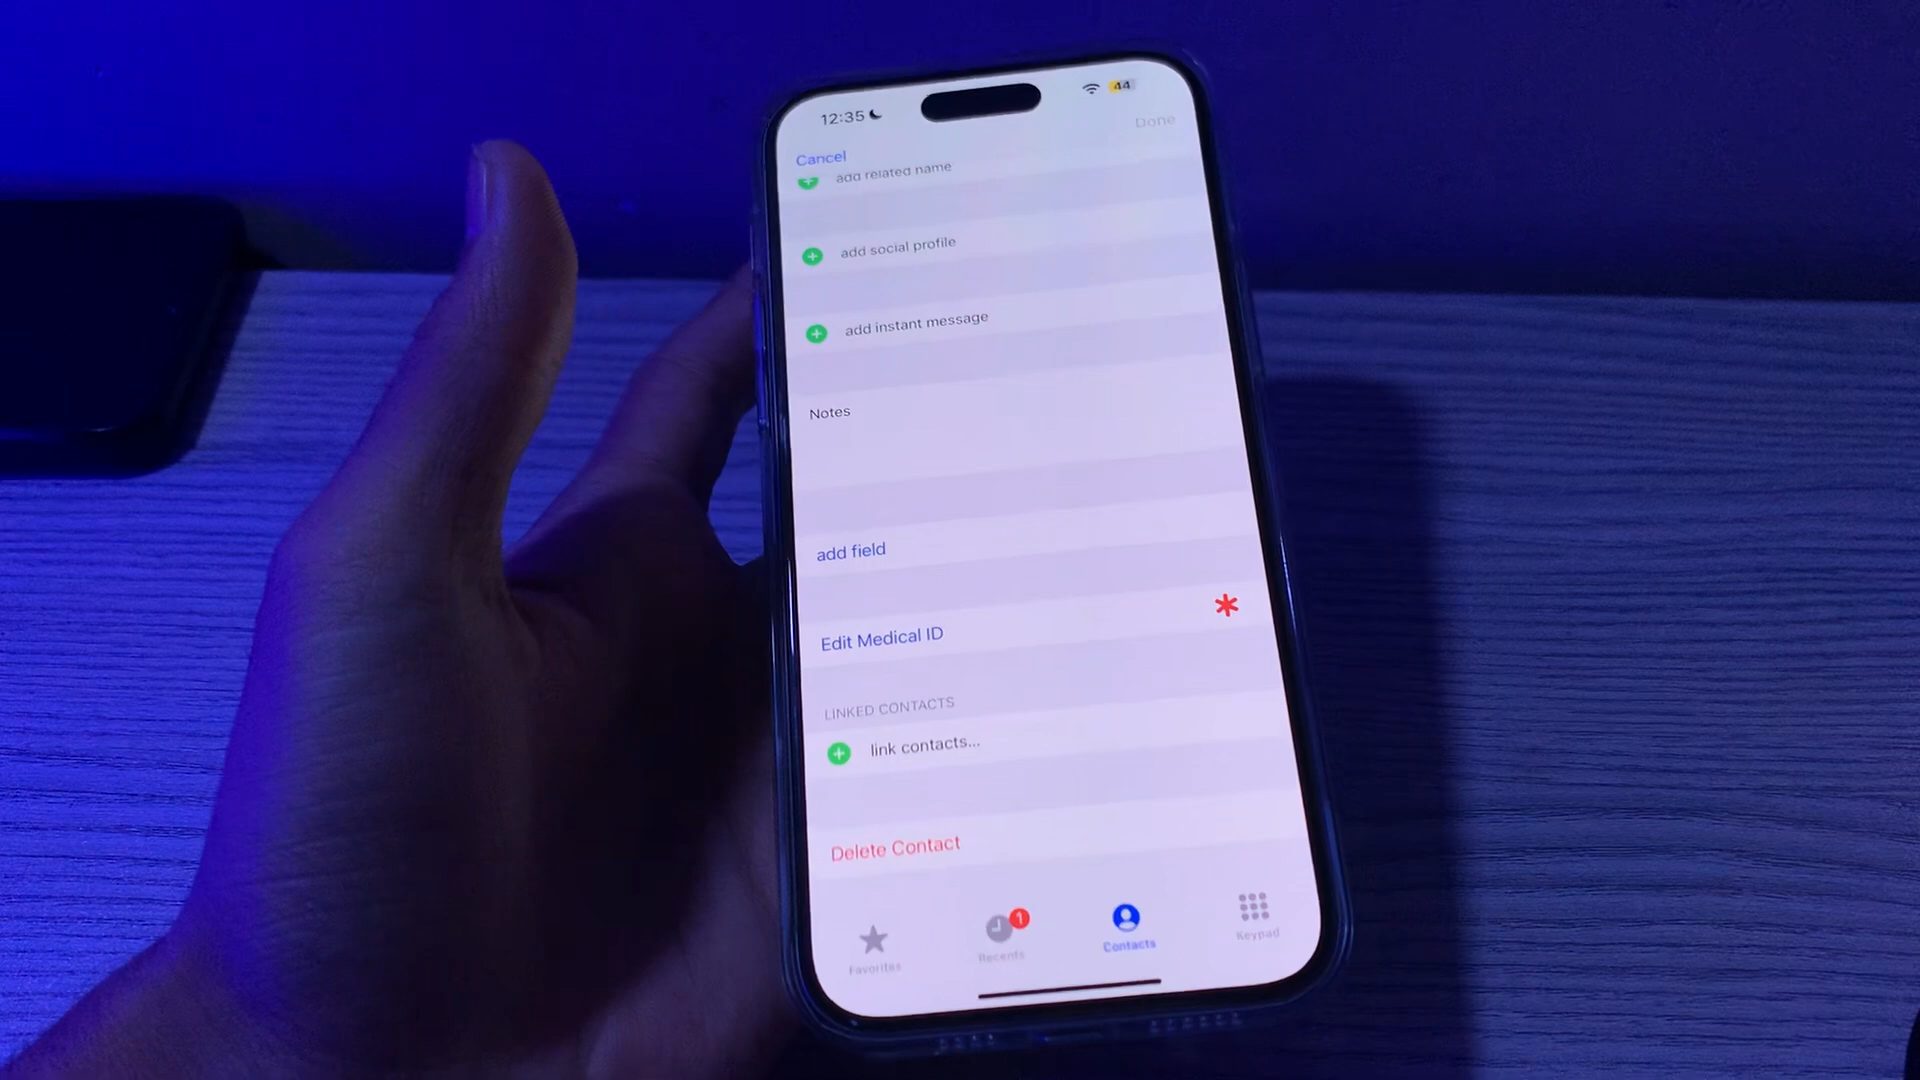 12:35
44
Cancel
Done
add related name
add social profile
add instant message
Notes
add field
Edit Medical ID
LINKED CONTACTS
link contacts...
Delete Contact
1
Favorites
Recents
Contacts
Keypad